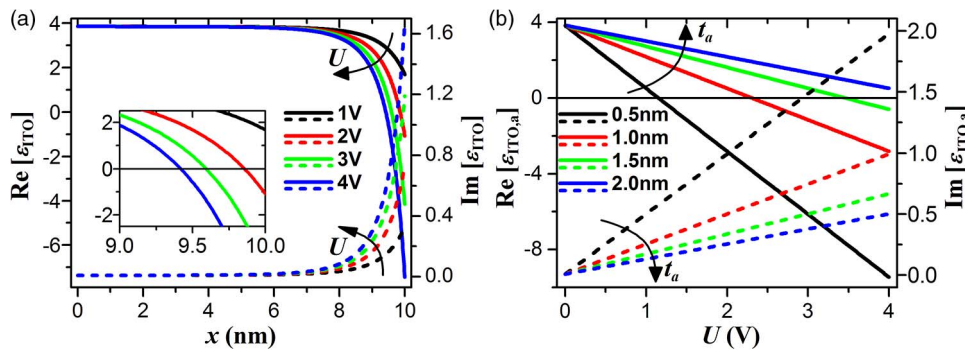 (a)
Re [εITO]
4
2
0
-2
-4
-6
U
1V
2V
3V
4V
2
0
-2
9.0 9.5 10.0
U
0 2 4 6 8 10
x (nm)
1.6
1.2
0.8
0.4
0.0
Im [εITO]
(b)
Re [εITO,a]
4
0
-4
-8
ta
0.5nm
1.0nm
1.5nm
2.0nm
ta
0 1 2 3 4
U (V)
2.0
1.5
1.0
0.5
0.0
Im [εITO,a]